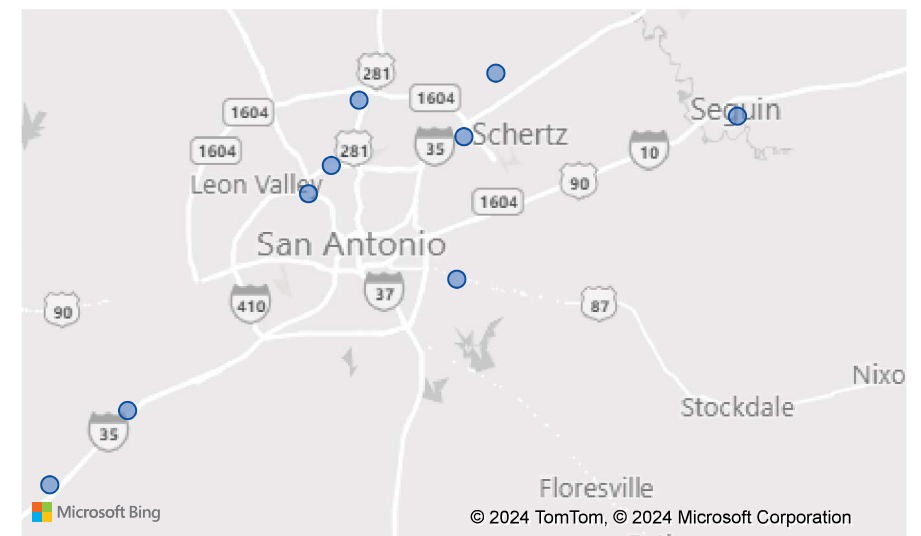 281
1604
1604
Seguin
1604
281
35
Schertz
10
Leon Valley
90
1604
San Antonio
37
410
90
87
Nixo
Stockdale
35
Floresville
Microsoft Bing
© 2024 TomTom, © 2024 Microsoft Corporation